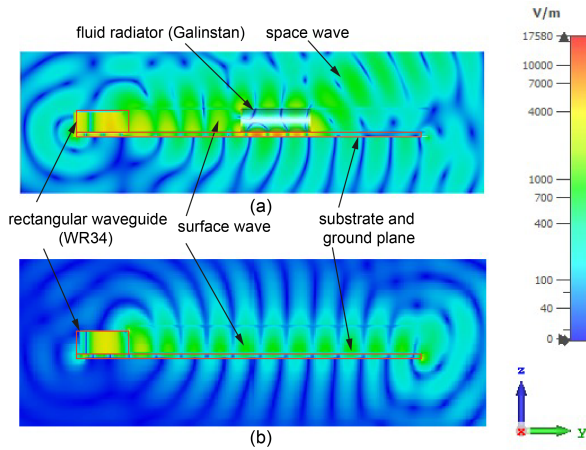 fluid radiator (Galinstan)
space wave
(a)
rectangular waveguide
(WR34)
surface wave
substrate and
ground plane
(b)
V/m
17580
10000
7000
4000
1000
700
400
100
40
0
z
x
y